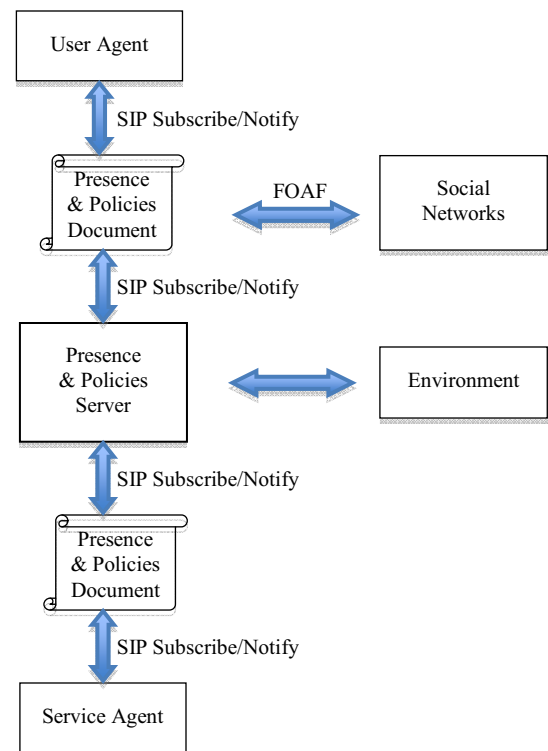 User Agent
SIP Subscribe/Notify
Presence
& Policies
Document
FOAF
Social
Networks
SIP Subscribe/Notify
Presence
& Policies
Server
Environment
SIP Subscribe/Notify
Presence
& Policies
Document
SIP Subscribe/Notify
Service Agent